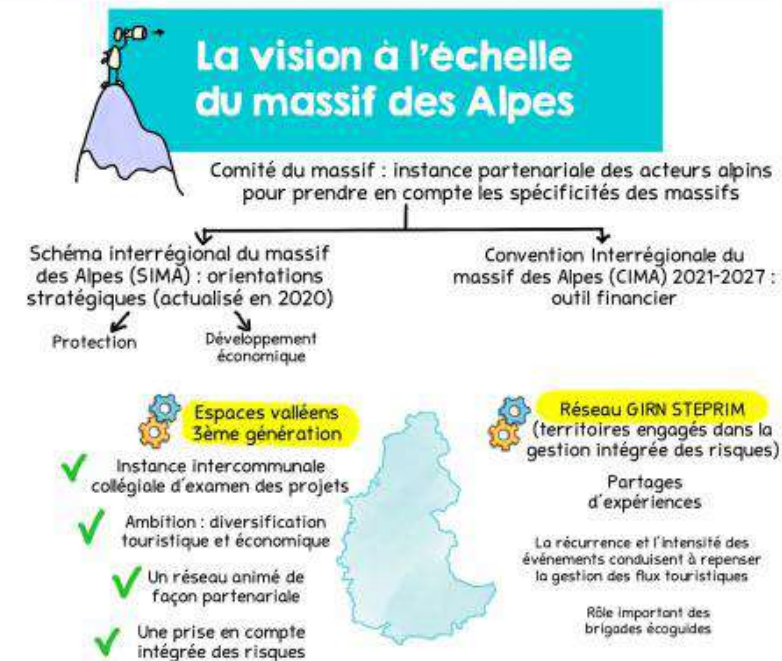 La vision à l'échelle
du massif des Alpes
Comité du massif : instance partenariale des acteurs alpins
pour prendre en compte les spécificités des massifs
Schéma interrégional du massif
des Alpes (SIMA) : orientations
stratégiques (actualisé en 2020)
Protection
Développement
économique
Convention Interrégionale du
massif des Alpes (CIMA) 2021-2027 :
outil financier
Espaces valléens
3ème génération
Instance intercommunale
collégiale d'examen des projets
Ambition : diversification
touristique et économique
Un réseau animé de
façon partenariale
Une prise en compte
intégrée des risques
Réseau GIRN STEPRIM
(territoires engagés dans la
gestion intégrée des risques)
Partages
d'expériences
La récurrence et l'intensité des
événements conduisent à repenser
la gestion des flux touristiques
Rôle important des
brigades écoguides